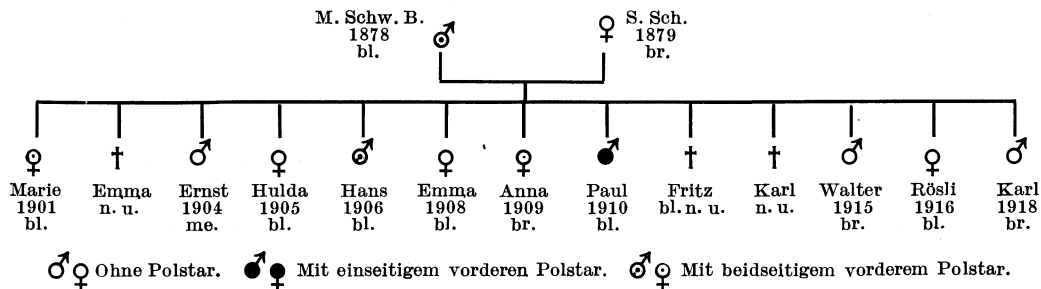 M. Schw. B. S. Sch.
1878 1879
bl. br.
Marie Emma Ernst Hulda Hans Emma Anna Paul Fritz Karl Walter Rösli Karl
1901 n. u. 1904 1905 1906 1908 1909 1910 bl. n. u. n. u. 1915 1916 1918
bl. me. bl. bl. bl. br. bl. br. bl. br.
Ohne Polstar. Mit einseitigem vorderen Polstar. Mit beidseitigem vorderem Polstar.